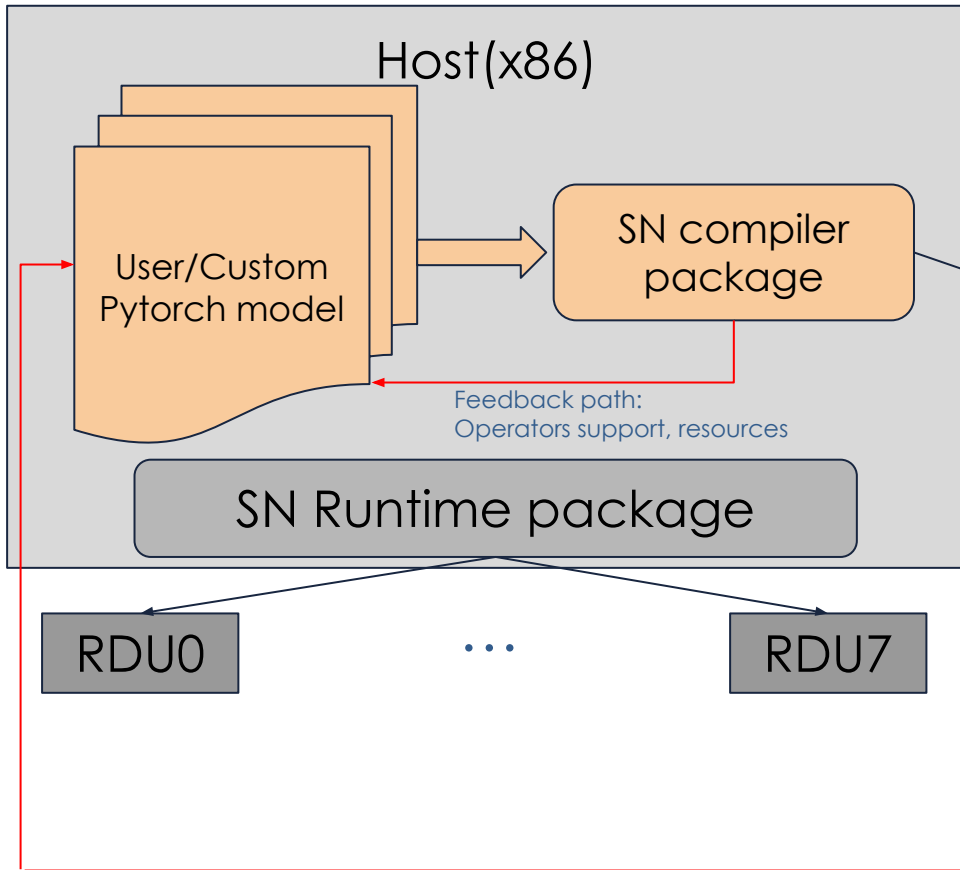 Host(x86)
User/Custom
Pytorch model
SN compiler
package
Feedback path:
Operators support, resources
SN Runtime package
RDU0
...
RDU7